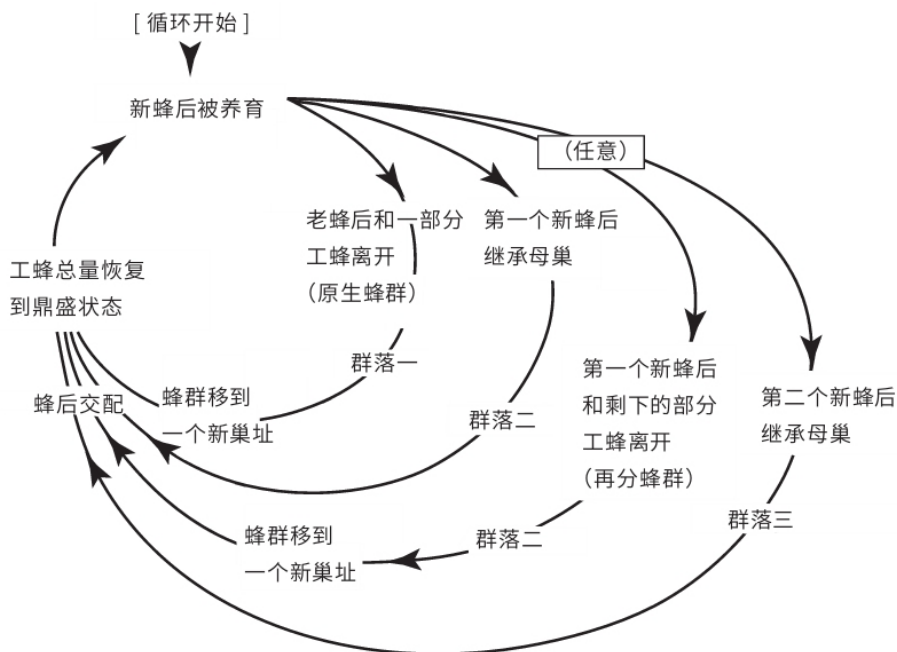 [ 循环开始 ]
新蜂后被养育
（任意）
老蜂后和一部分
工蜂离开
（原生蜂群）
第一个新蜂后
继承母巢
工蜂总量恢复
到鼎盛状态
群落一
蜂群移到
一个新巢址
蜂后交配
群落二
第一个新蜂后
和剩下的部分
工蜂离开
（再分蜂群）
第二个新蜂后
继承母巢
群落三
群落二
蜂群移到
一个新巢址